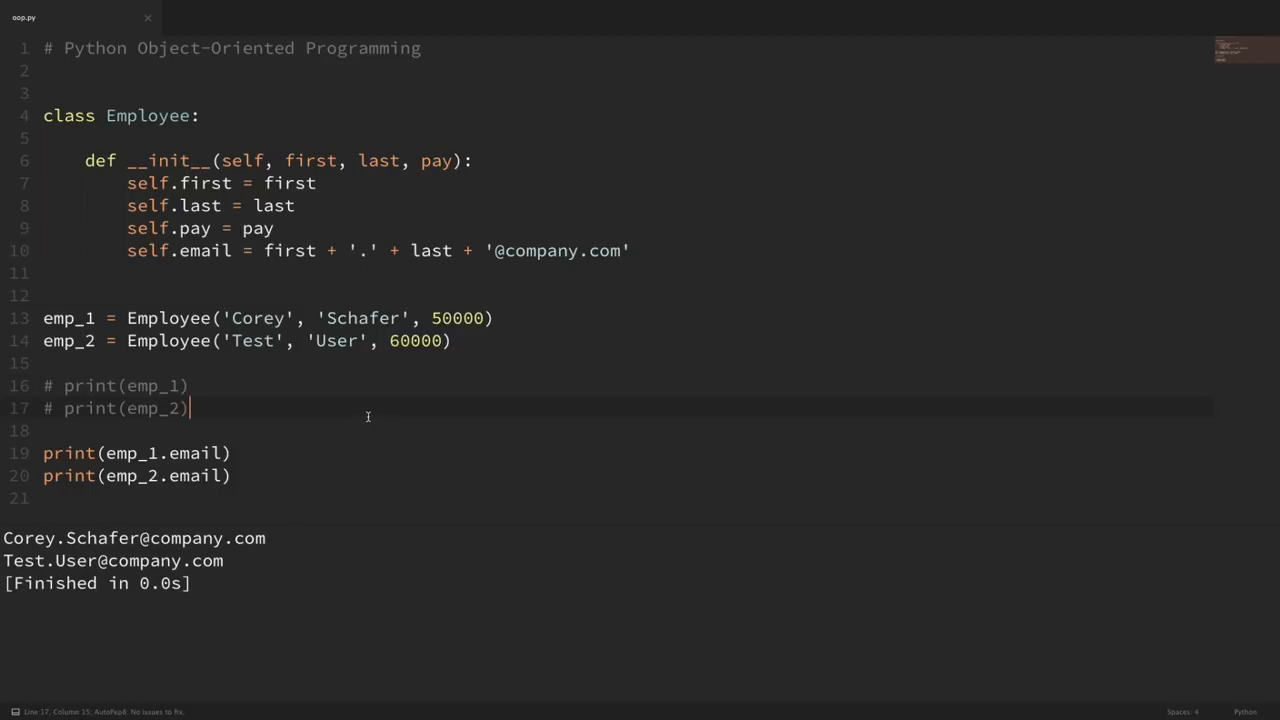 oop.py
1 # Python Object-Oriented Programming
2
3
4 class Employee:
5
6     def __init__(self, first, last, pay):
7         self.first = first
8         self.last = last
9         self.pay = pay
10         self.email = first + '.' + last + '@company.com'
11
12
13 emp_1 = Employee('Corey', 'Schafer', 50000)
14 emp_2 = Employee('Test', 'User', 60000)
15
16 # print(emp_1)
17 # print(emp_2)
18
19 print(emp_1.email)
20 print(emp_2.email)
21
Corey.Schafer@company.com
Test.User@company.com
[Finished in 0.0s]
Line 17, Column 15; AutoPep8: No issues to fix. Spaces: 4 Python